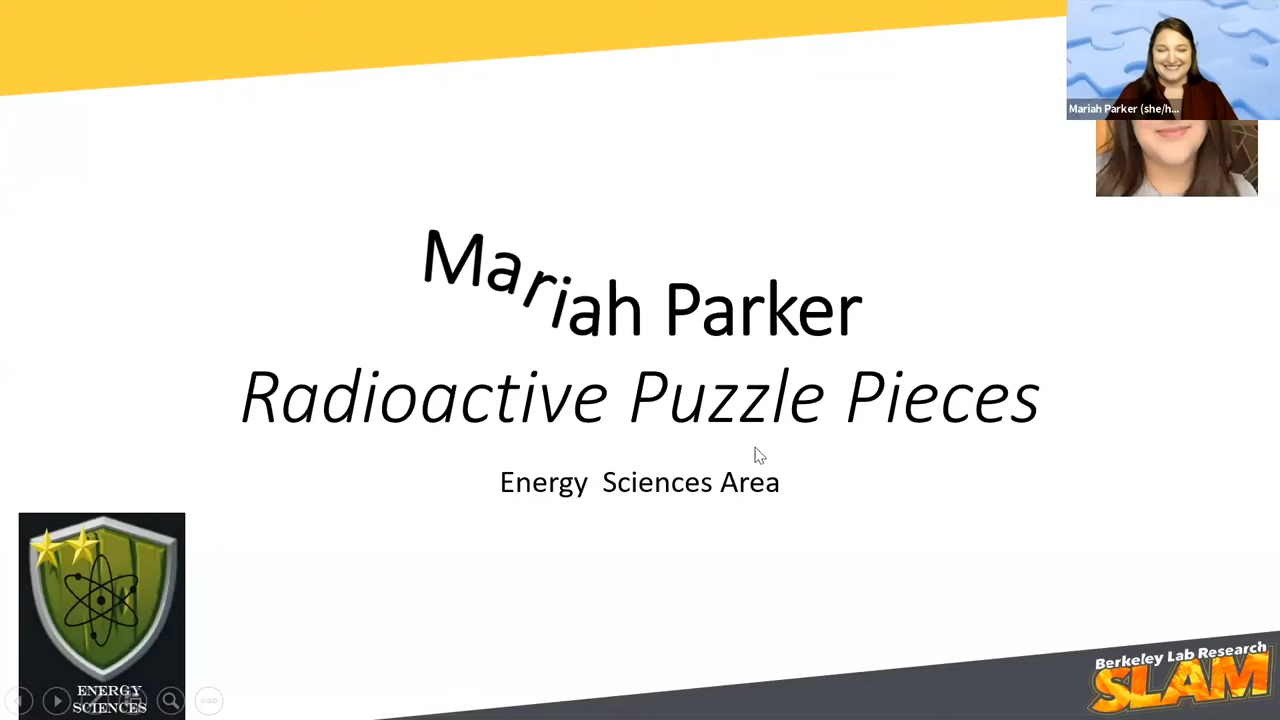 Mariah Parker (she/h...
Mariah Parker
Radioactive Puzzle Pieces
Energy Sciences Area
ENERGY
SCIENCES
Berkeley Lab Research
SLAM